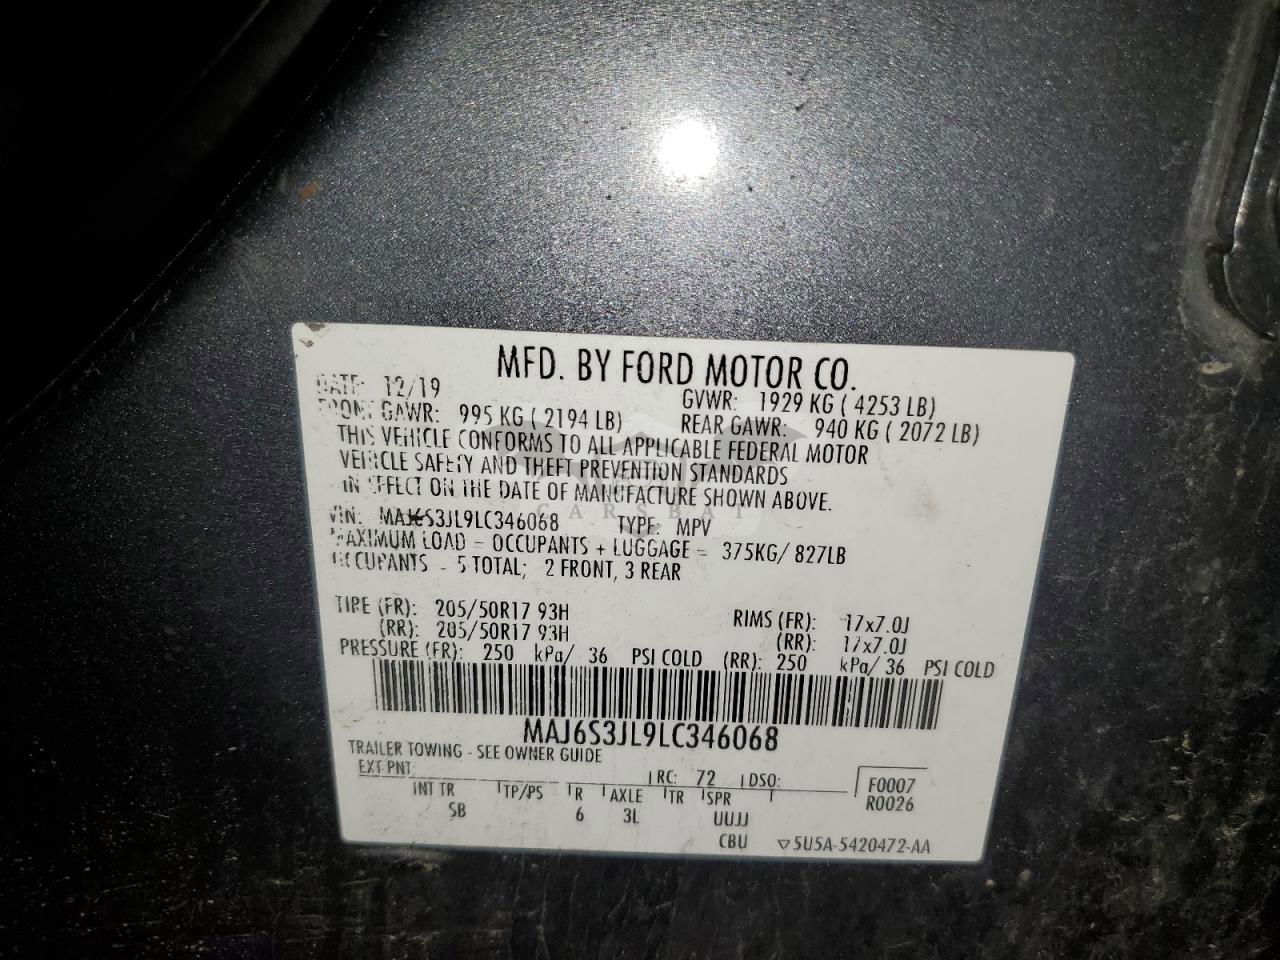 MFD. BY FORD MOTOR CO.
DATE: 12/19 GVWR: 1929 KG ( 4253 LB)
FRONT GAWR: 995 KG ( 2194 LB) REAR GAWR: 940 KG ( 2072 LB)
THIS VEHICLE CONFORMS TO ALL APPLICABLE FEDERAL MOTOR
VEHICLE SAFETY AND THEFT PREVENTION STANDARDS
IN EFFECT ON THE DATE OF MANUFACTURE SHOWN ABOVE.
CARSBAT
VIN: MAJ6S3JL9LC346068 TYPE: MPV
MAXIMUM LOAD = OCCUPANTS + LUGGAGE = 375KG/ 827LB
OCCUPANTS - 5 TOTAL; 2 FRONT, 3 REAR
TIRE (FR): 205/50R17 93H RIMS (FR): 17x7.0J
(RR): 205/50R17 93H (RR): 17x7.0J
PRESSURE (FR): 250 kPa/ 36 PSI COLD (RR): 250 kPa/ 36 PSI COLD
MAJ6S3JL9LC346068
TRAILER TOWING - SEE OWNER GUIDE
EXT PNT: RC: 72 DSO: F0007
INT TR TP/PS R AXLE TR SPR R0026
SB 6 3L UUJJ
CBU ▽5U5A-5420472-AA